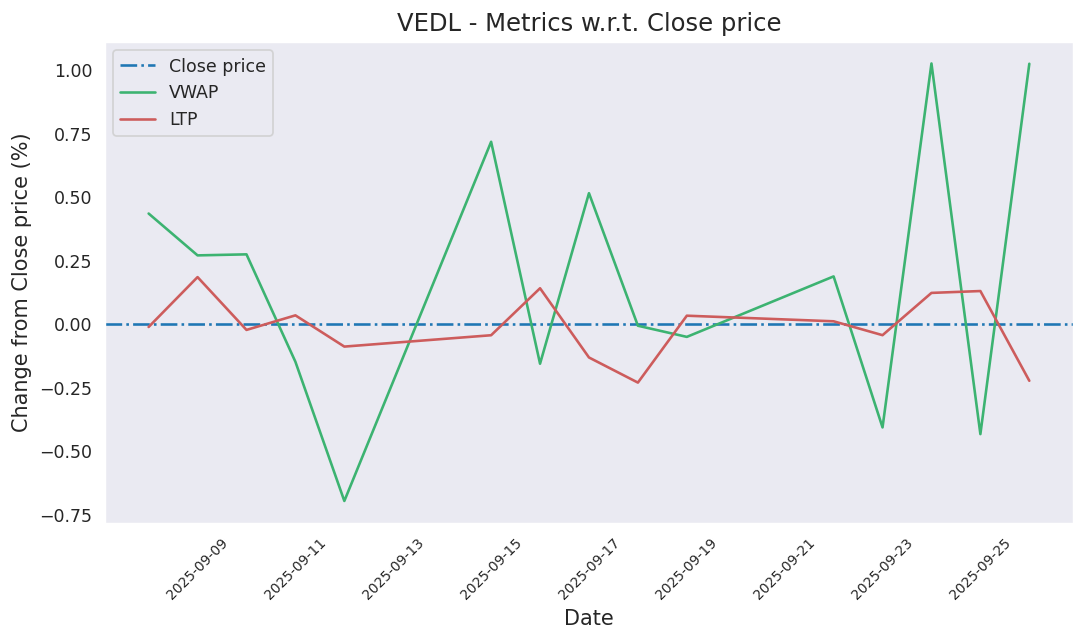 VEDL - Metrics w.r.t. Close price
Close price
VWAP
LTP
Change from Close price (%)
1.00
0.75
0.50
0.25
0.00
−0.25
−0.50
−0.75
2025-09-09
2025-09-11
2025-09-13
2025-09-15
2025-09-17
2025-09-19
2025-09-21
2025-09-23
2025-09-25
Date